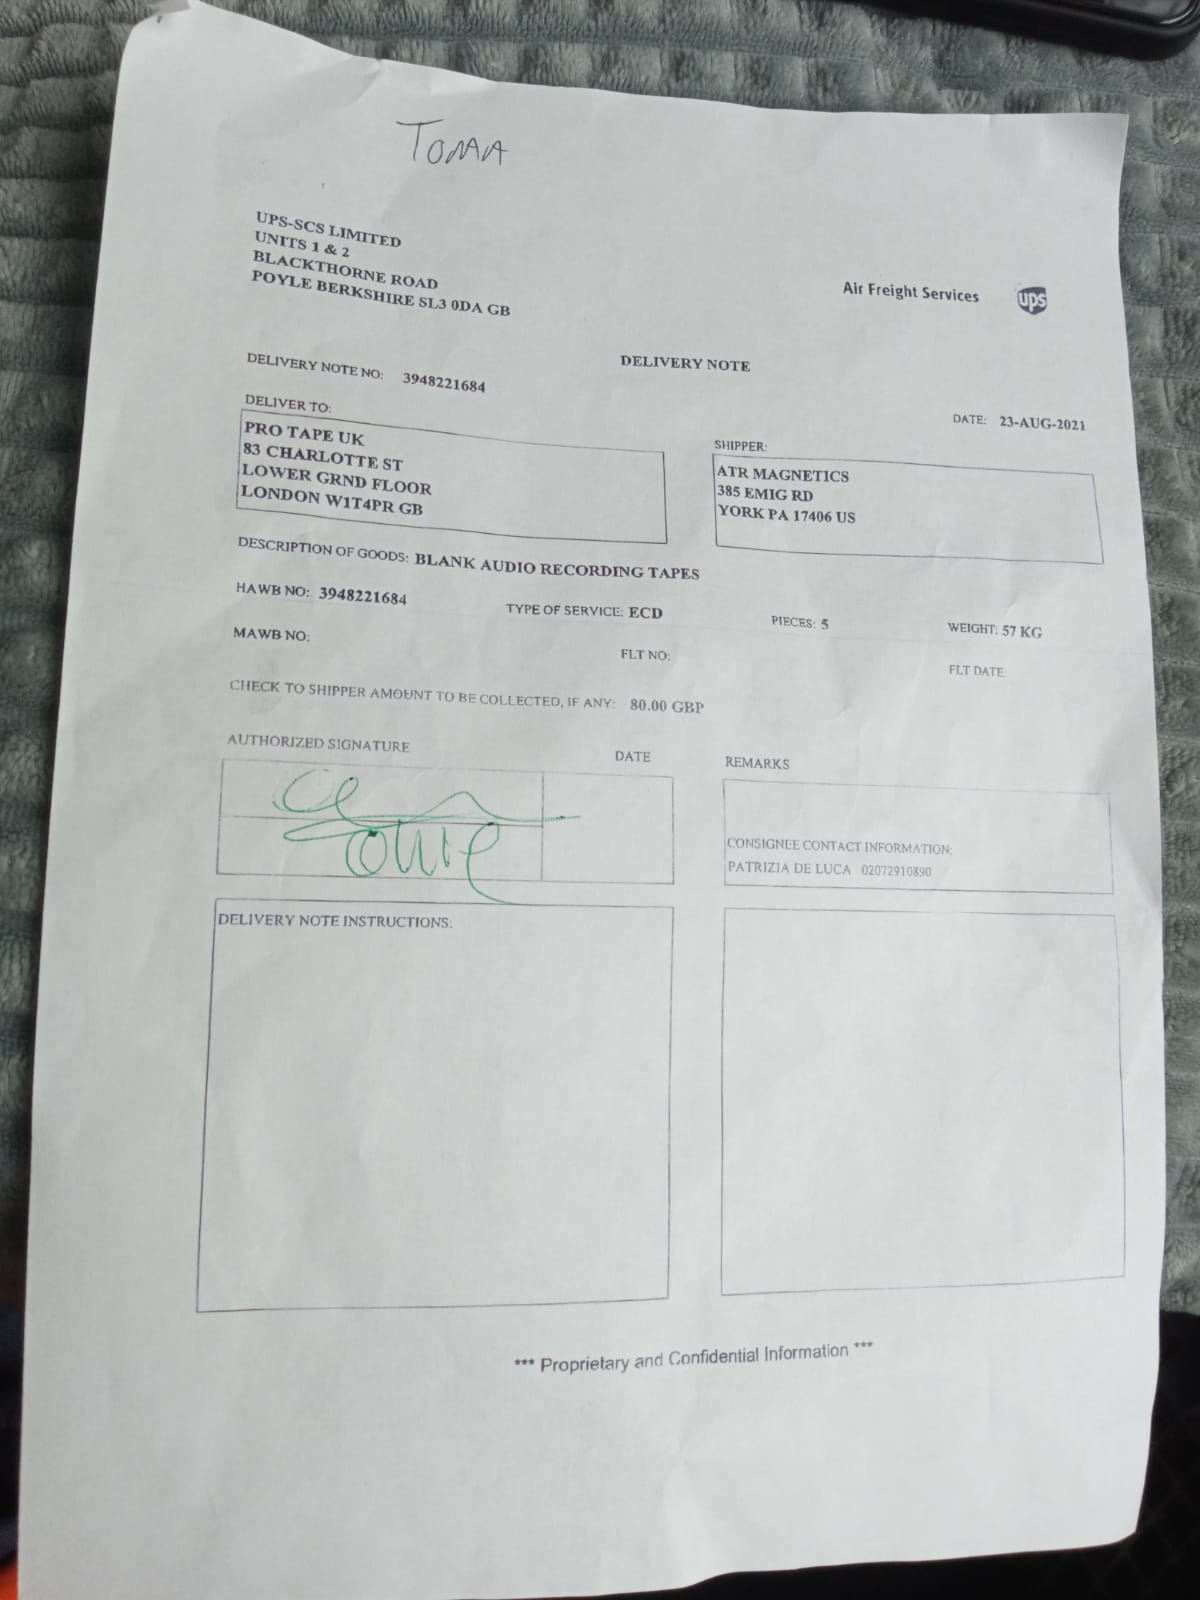 TOMA
UPS-SCS LIMITED
UNITS 1 & 2
BLACKTHORNE ROAD
POYLE BERKSHIRE SL3 0DA GB
Air Freight Services ups
DELIVERY NOTE
DELIVERY NOTE NO: 3948221684
DATE: 23-AUG-2021
DELIVER TO:
PRO TAPE UK
83 CHARLOTTE ST
LOWER GRND FLOOR
LONDON W1T4PR GB
SHIPPER:
ATR MAGNETICS
385 EMIG RD
YORK PA 17406 US
DESCRIPTION OF GOODS: BLANK AUDIO RECORDING TAPES
HAWB NO: 3948221684 TYPE OF SERVICE: ECD PIECES: 5 WEIGHT: 57 KG
MAWB NO: FLT NO: FLT DATE:
CHECK TO SHIPPER AMOUNT TO BE COLLECTED, IF ANY: 80.00 GBP
AUTHORIZED SIGNATURE DATE
REMARKS
CONSIGNEE CONTACT INFORMATION:
PATRIZIA DE LUCA 02072910890
DELIVERY NOTE INSTRUCTIONS:
*** Proprietary and Confidential Information ***